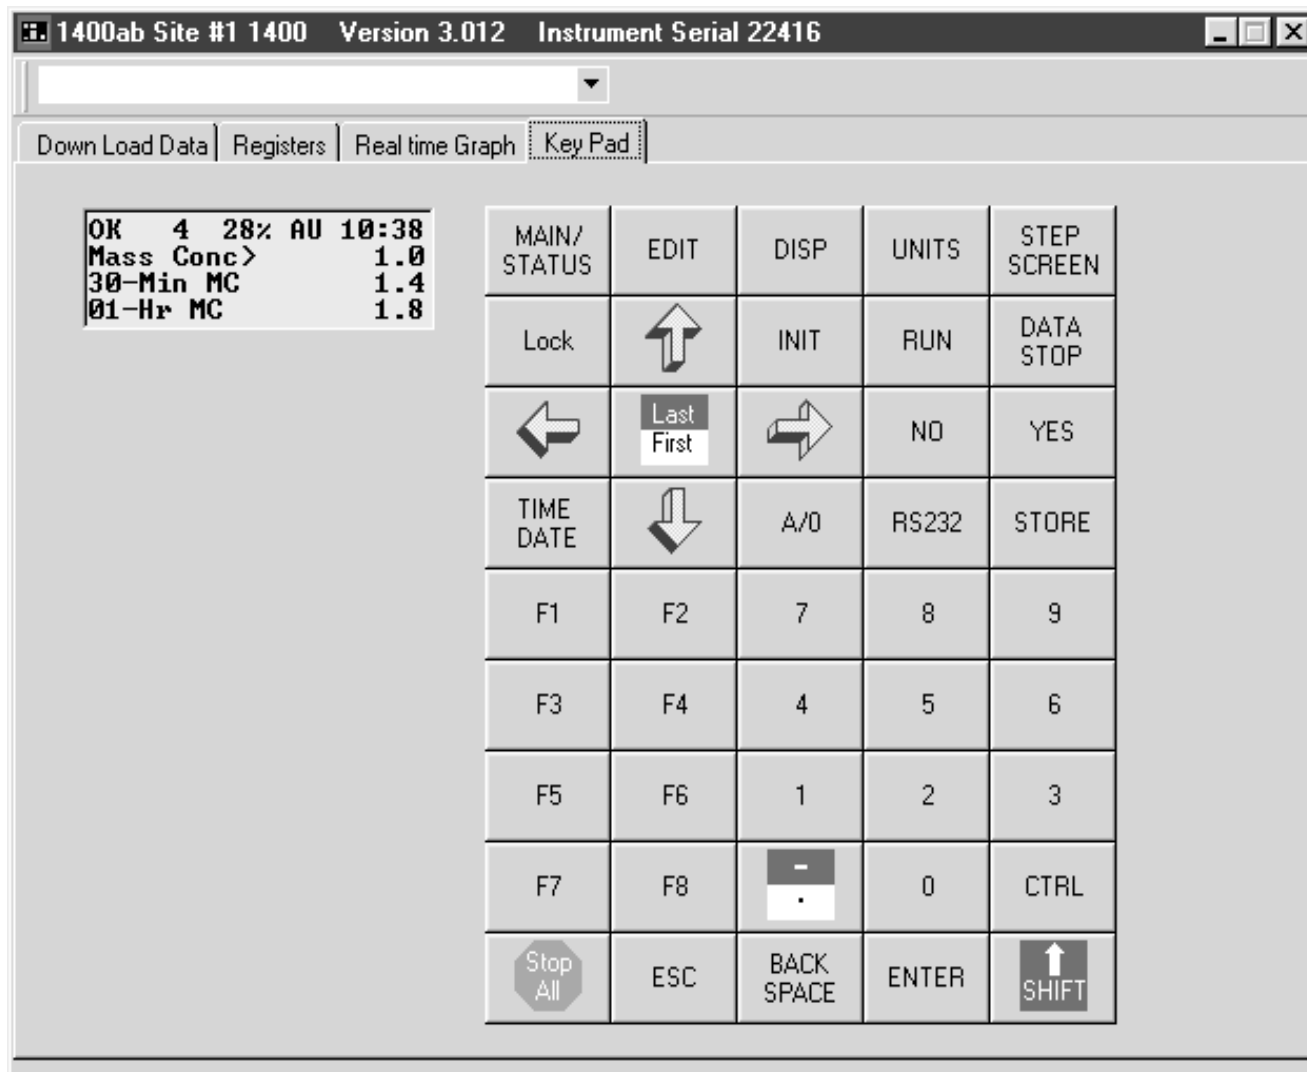 1400ab Site #1 1400 Version 3.012 Instrument Serial 22416
Down Load Data Registers Real time Graph Key Pad
OK 4 28% AU 10:38
Mass Conc> 1.0
30-Min MC 1.4
01-Hr MC 1.8
MAIN/
STATUS
EDIT
DISP
UNITS
STEP
SCREEN
Lock
INIT
RUN
DATA
STOP
Last
First
NO
YES
TIME
DATE
A/O
RS232
STORE
F1
F2
7
8
9
F3
F4
4
5
6
F5
F6
1
2
3
F7
F8
-
.
0
CTRL
Stop
All
ESC
BACK
SPACE
ENTER
SHIFT